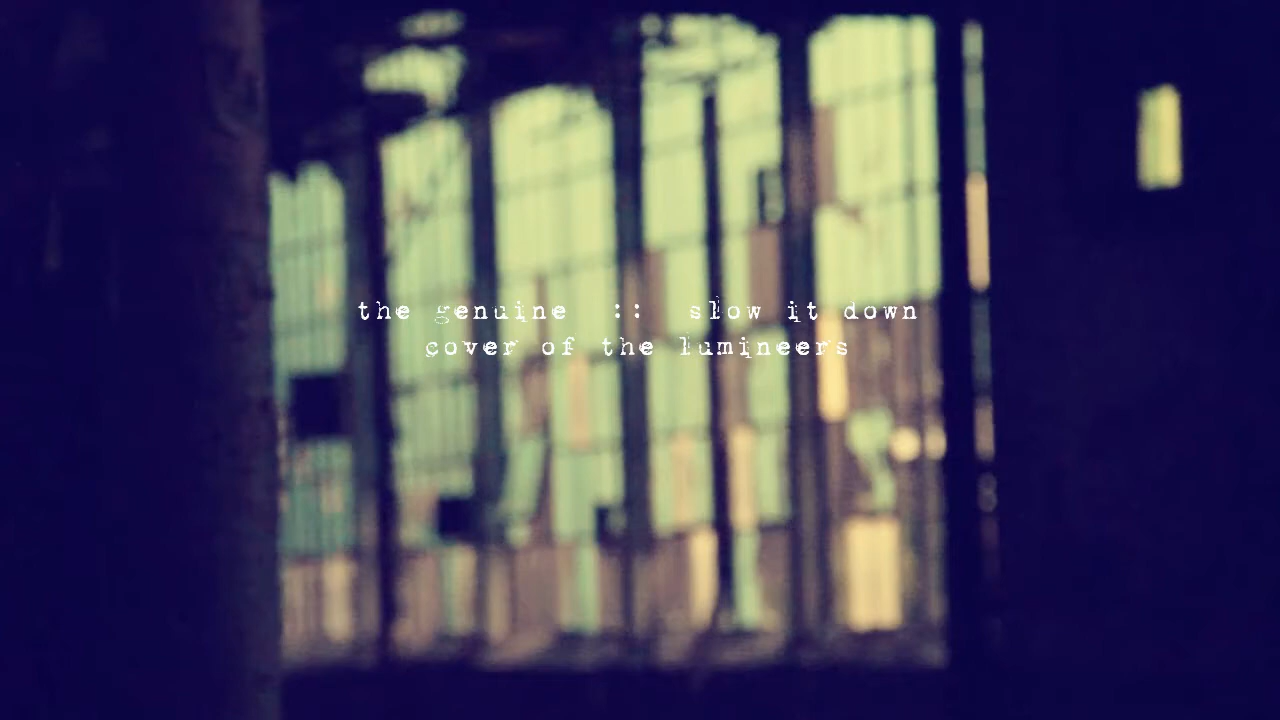 the genuine :: slow it down
cover of the lumineers